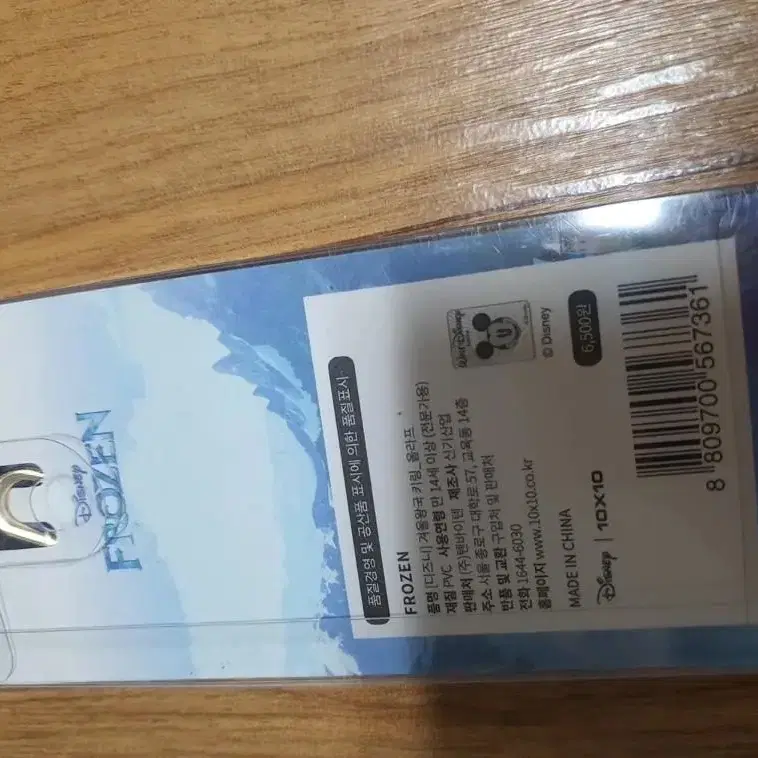 Disney
FROZEN
품질경영 및 공산품 표시에 의한 품질표시
FROZEN
품명 [디즈니] 겨울왕국 키링_올라프
재질 PVC 사용연령 만 14세 이상 (전문가용)
판매처 (주)텐바이텐 제조사 신기산업
주소 서울 종로구 대학로 57, 교육동 14층
반품 및 교환 구입처 및 판매처
전화 1644-6030
홈페이지 www.10x10.co.kr
MADE IN CHINA
Disney | 10X10
WALT DISNEY
© Disney
6,500원
8 809700 567361